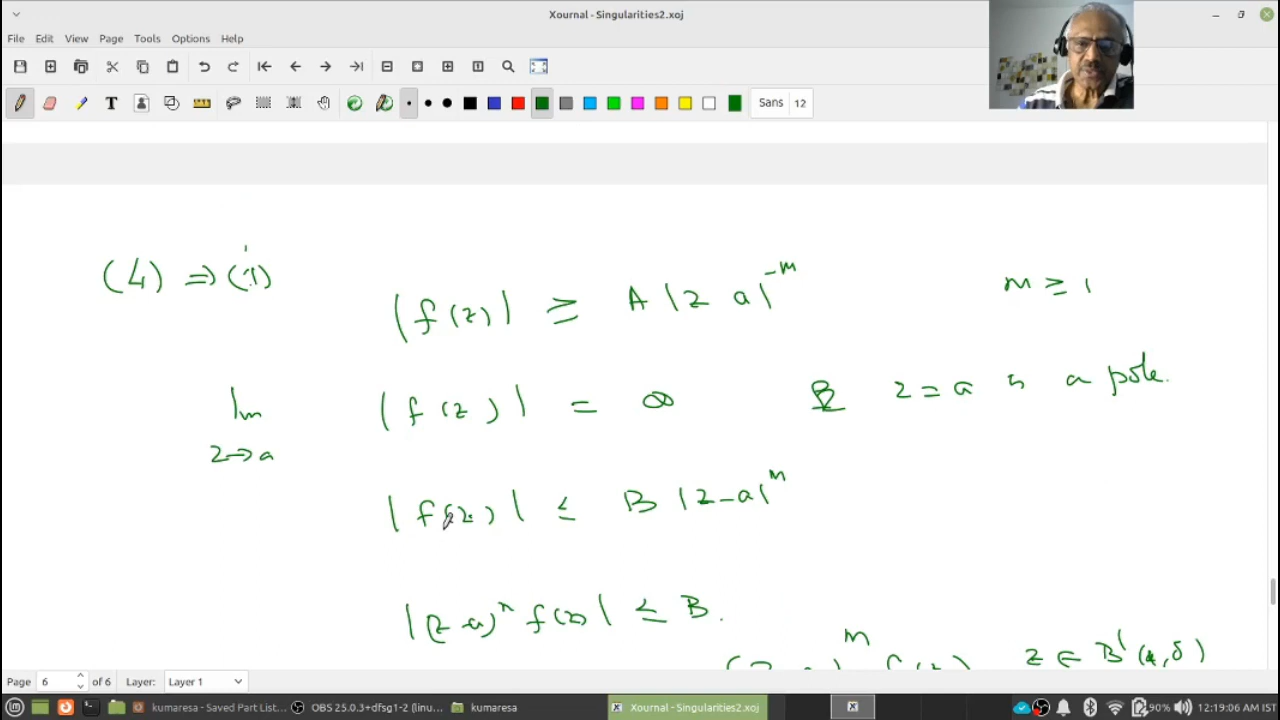 Xournal - Singularities2.xoj
File Edit View Page Tools Options Help
Sans 12
(4) ⇒ (1)
|f(z)| ≥ A |z a|^{-m} m ≥ 1
lim_{z→a} |f(z)| = ∞ z = a is a pole.
|f(z)| ≤ B |z-a|^m
|(z-a)^n f(z)| ≤ B.
m f(z) z ∈ B'(a,δ)
Page 6 of 6 Layer: Layer 1
kumaresa - Saved Part List... OBS 25.0.3+dfsg1-2 (linu... kumaresa Xournal - Singularities2.xoj 90% 12:19:06 AM IST